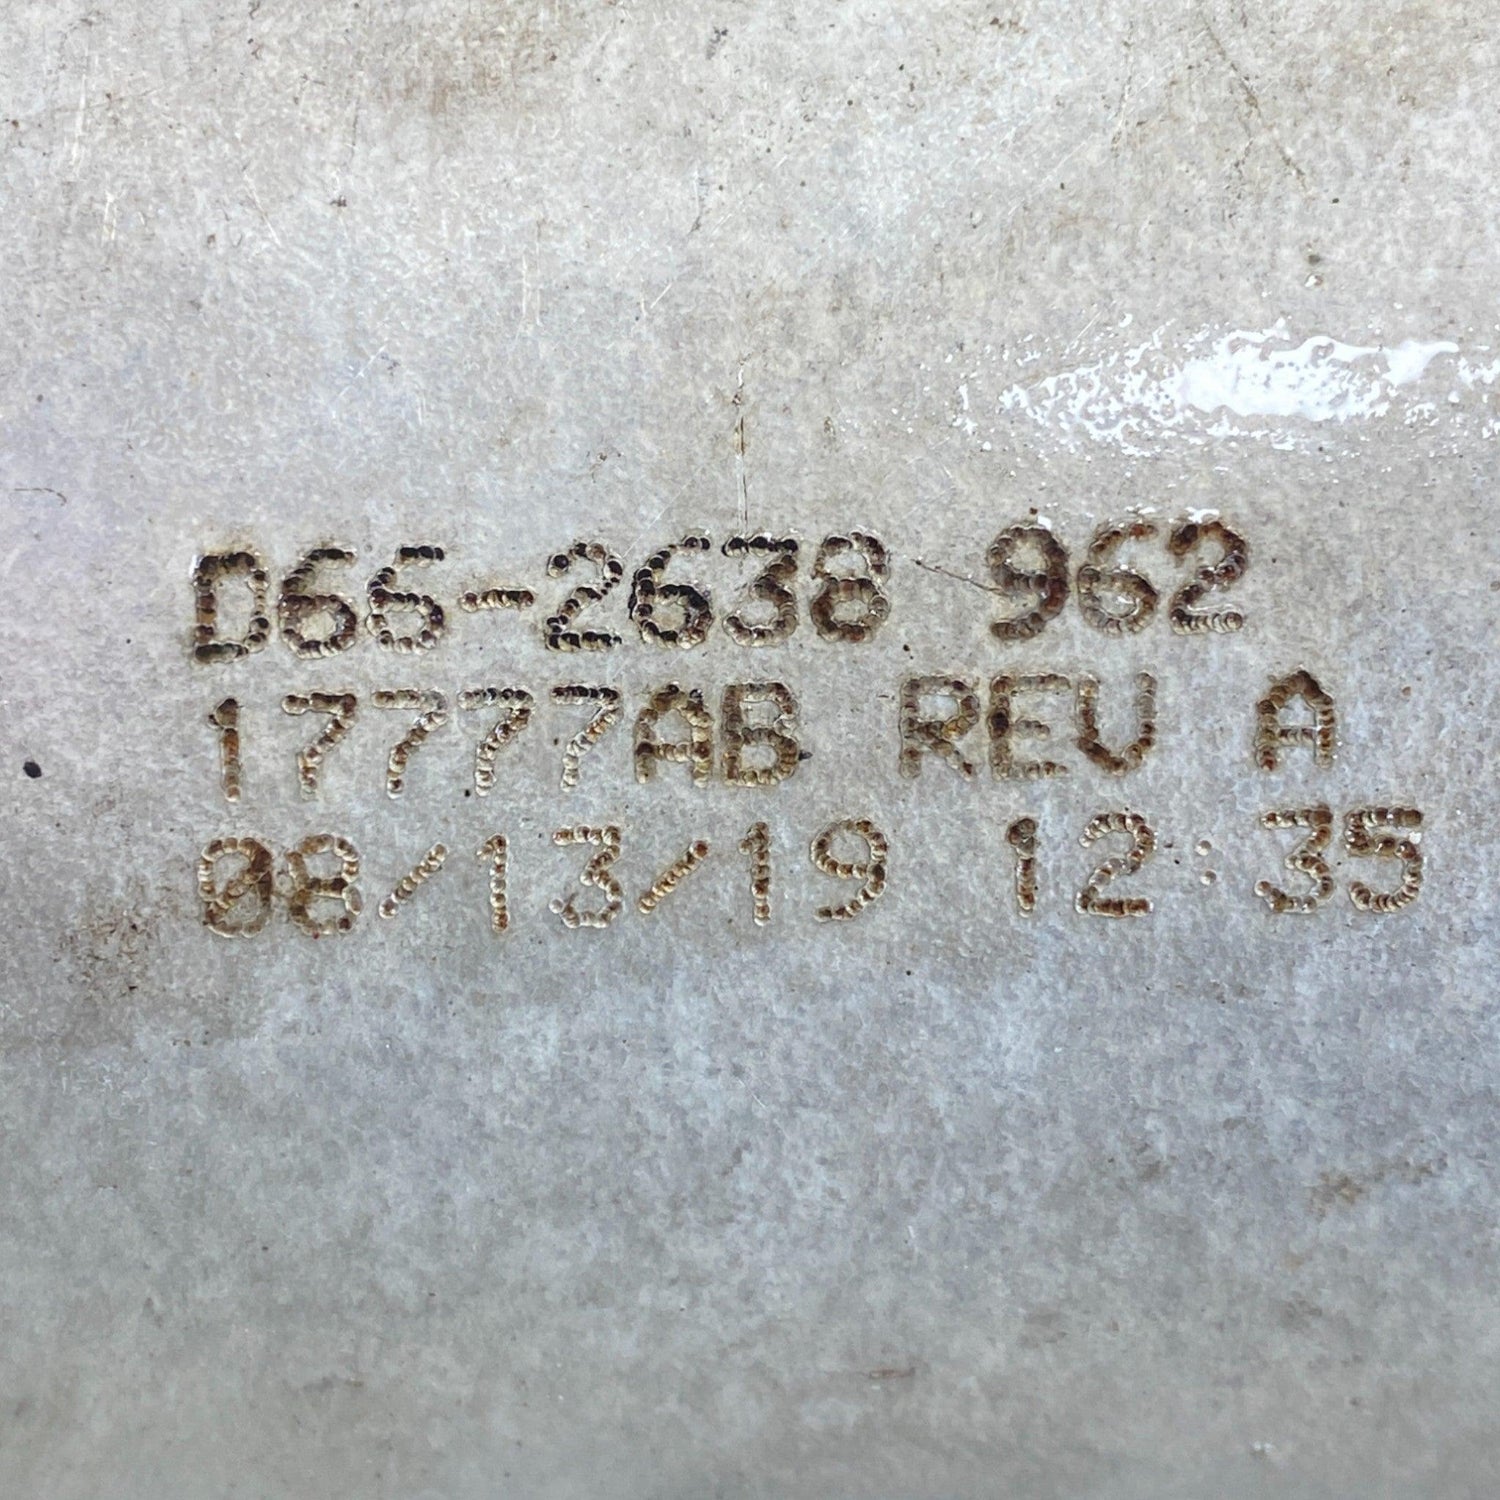 D66-2638 962
17777AB REV A
08/13/19 12:35